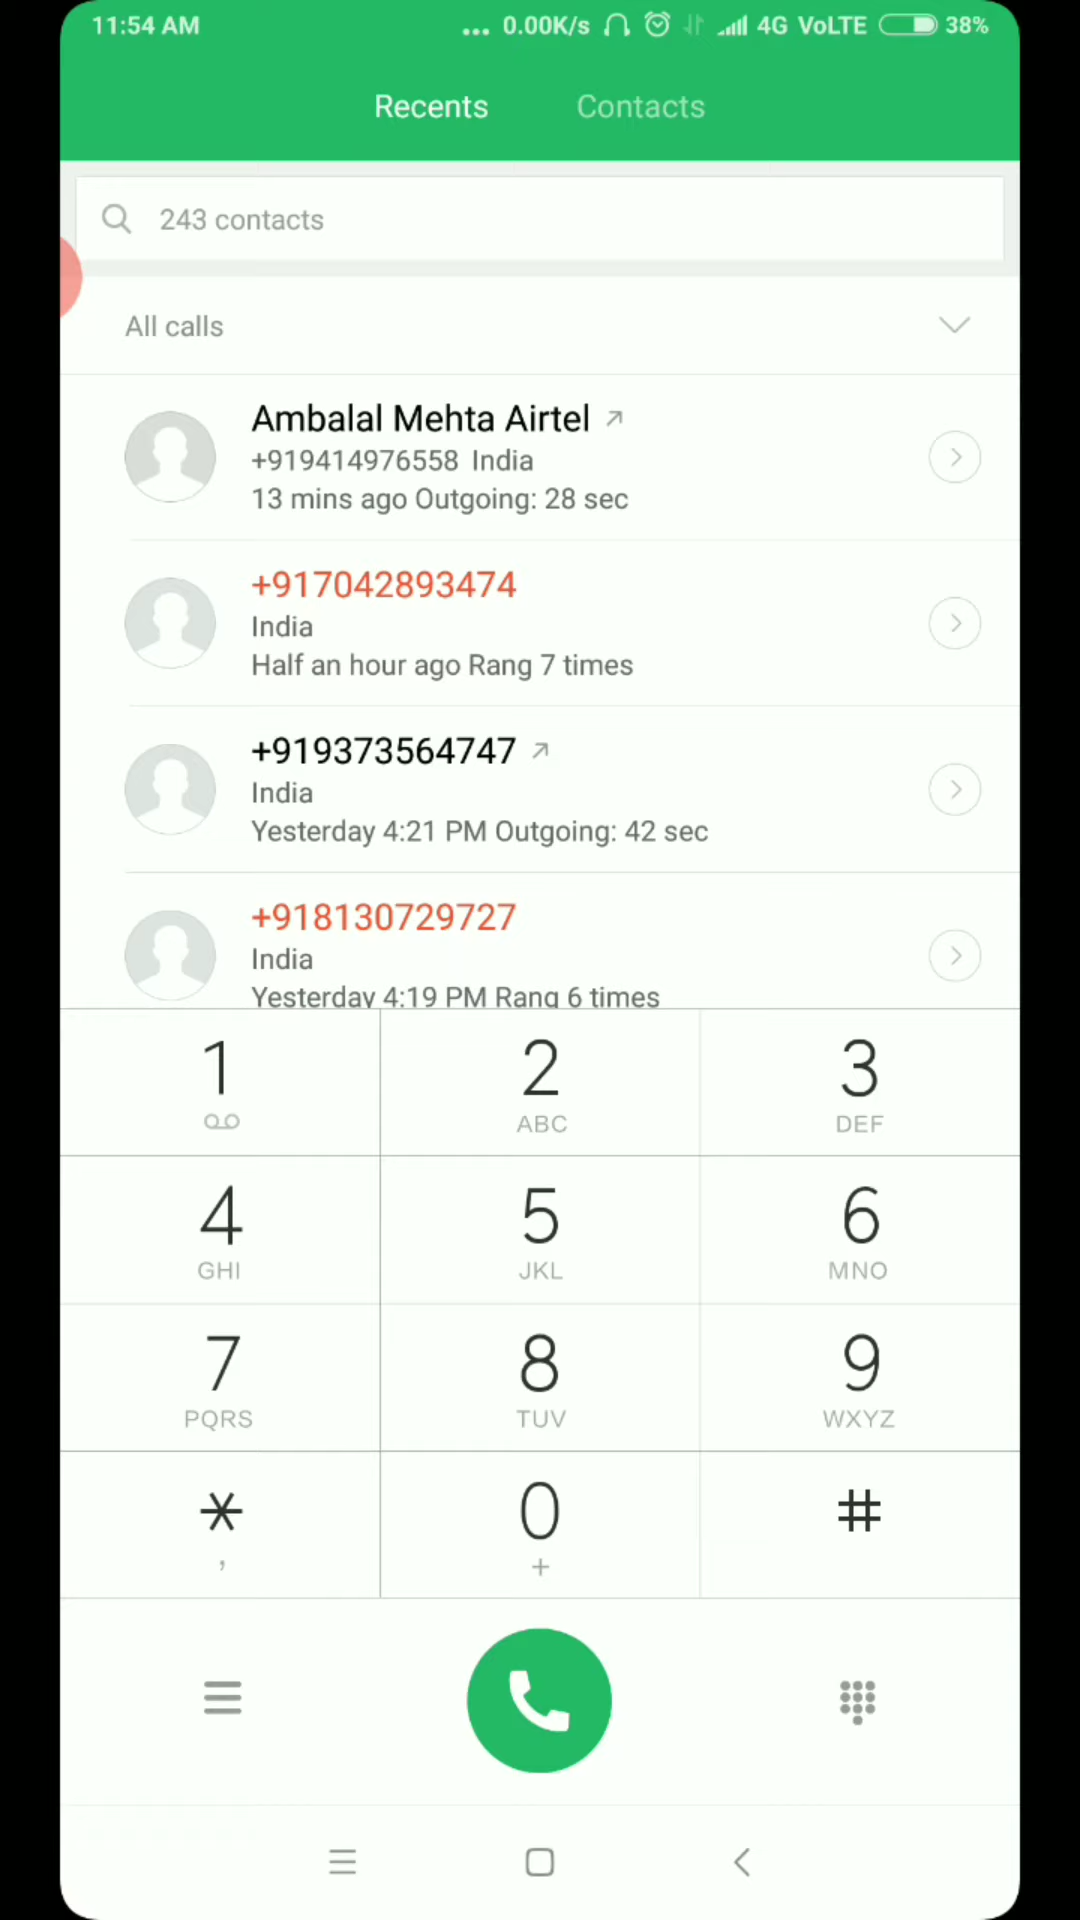 11:54 AM ... 0.00K/s 4G VoLTE 38%
Recents Contacts
243 contacts
All calls
Ambalal Mehta Airtel
+919414976558 India
13 mins ago Outgoing: 28 sec
+917042893474
India
Half an hour ago Rang 7 times
+919373564747
India
Yesterday 4:21 PM Outgoing: 42 sec
+918130729727
India
Yesterday 4:19 PM Rang 6 times
1 2 3
ABC DEF
4 5 6
GHI JKL MNO
7 8 9
PQRS TUV WXYZ
* 0 #
, +